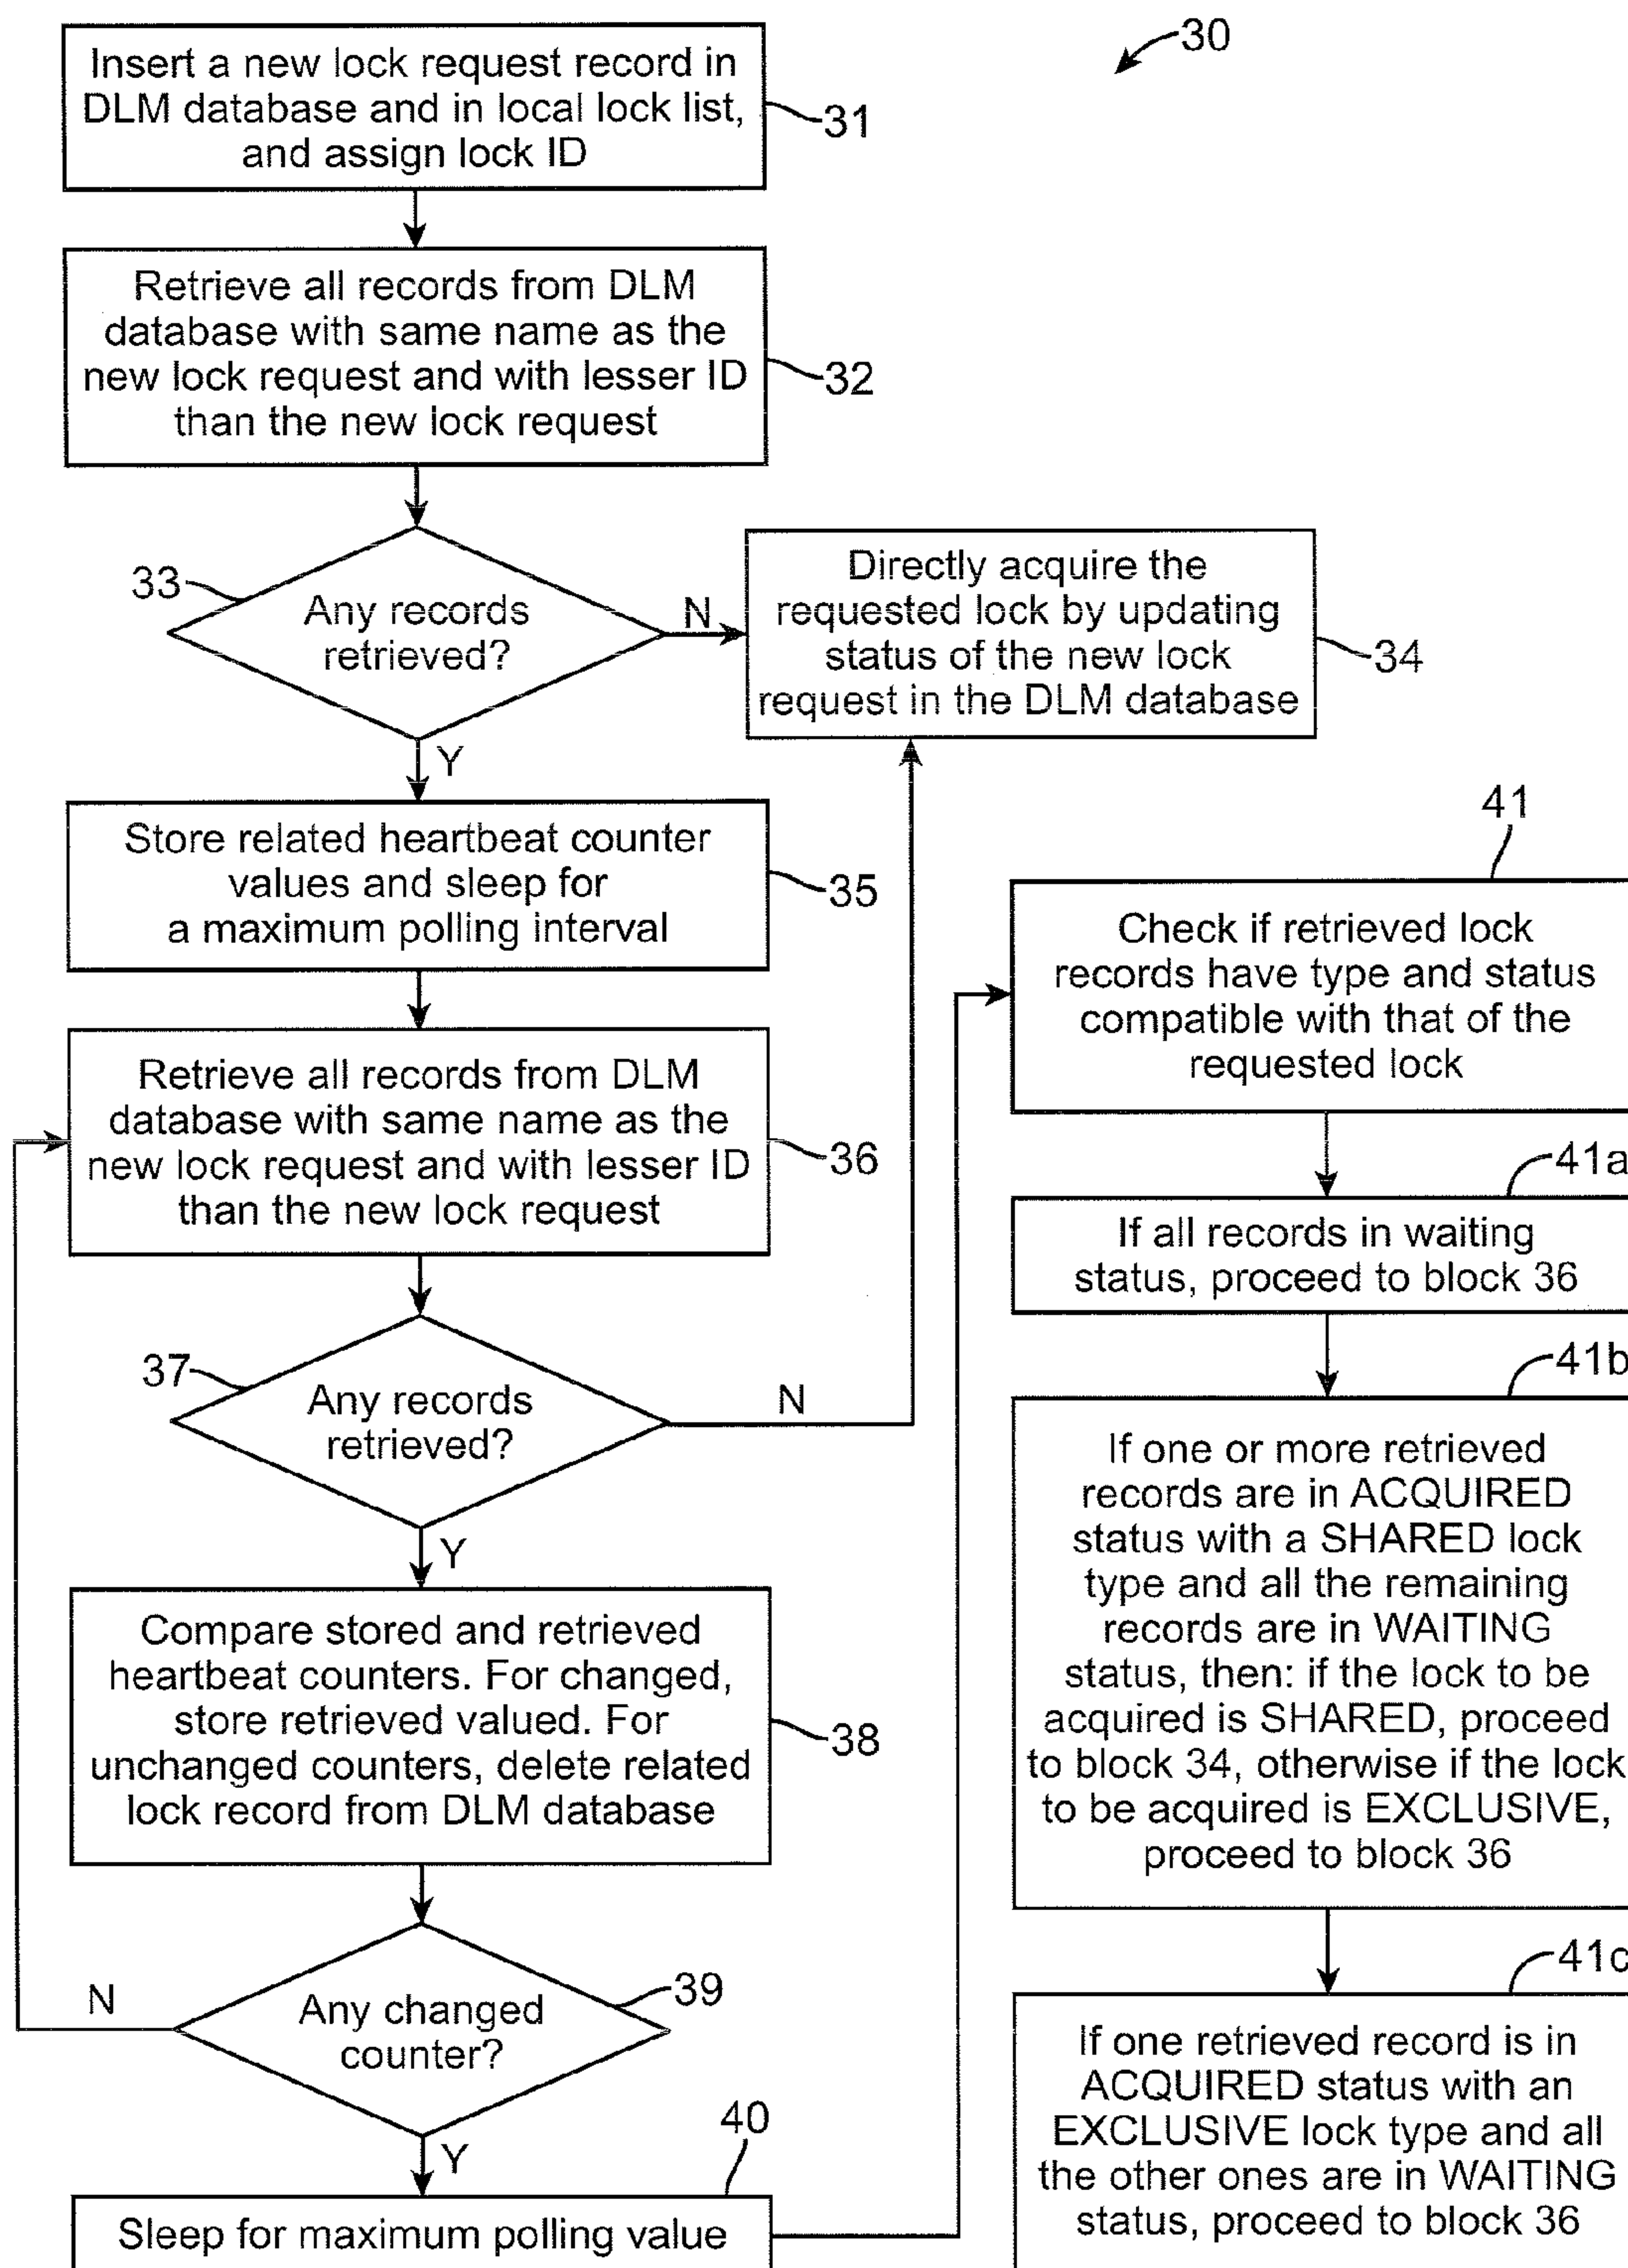 30
Insert a new lock request record in
DLM database and in local lock list,
and assign lock ID
31
Retrieve all records from DLM
database with same name as the
new lock request and with lesser ID
than the new lock request
32
33
Any records
retrieved?
N
Y
Directly acquire the
requested lock by updating
status of the new lock
request in the DLM database
34
Store related heartbeat counter
values and sleep for
a maximum polling interval
35
Retrieve all records from DLM
database with same name as the
new lock request and with lesser ID
than the new lock request
36
37
Any records
retrieved?
N
Y
Compare stored and retrieved
heartbeat counters. For changed,
store retrieved valued. For
unchanged counters, delete related
lock record from DLM database
38
39
Any changed
counter?
N
Y
40
Sleep for maximum polling value
41
Check if retrieved lock
records have type and status
compatible with that of the
requested lock
41a
If all records in waiting
status, proceed to block 36
41b
If one or more retrieved
records are in ACQUIRED
status with a SHARED lock
type and all the remaining
records are in WAITING
status, then: if the lock to be
acquired is SHARED, proceed
to block 34, otherwise if the lock
to be acquired is EXCLUSIVE,
proceed to block 36
41c
If one retrieved record is in
ACQUIRED status with an
EXCLUSIVE lock type and all
the other ones are in WAITING
status, proceed to block 36